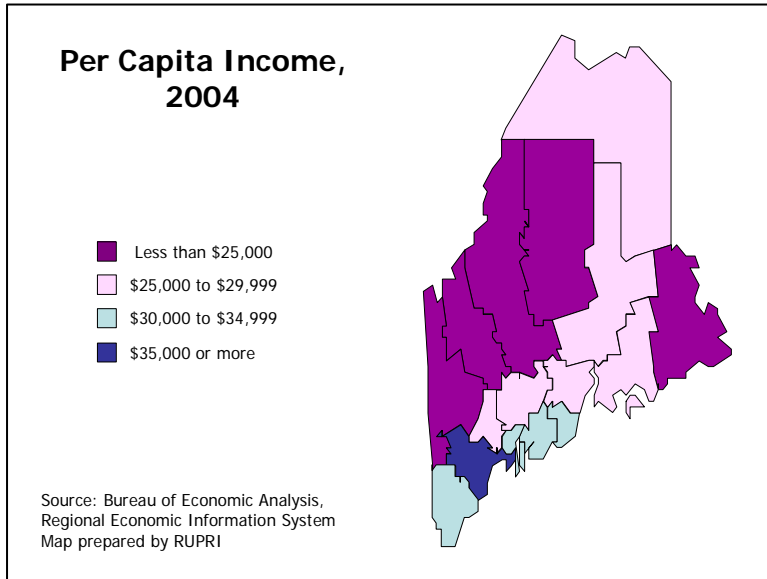 Per Capita Income,
2004
Less than $25,000
$25,000 to $29,999
$30,000 to $34,999
$35,000 or more
Source: Bureau of Economic Analysis,
Regional Economic Information System
Map prepared by RUPRI